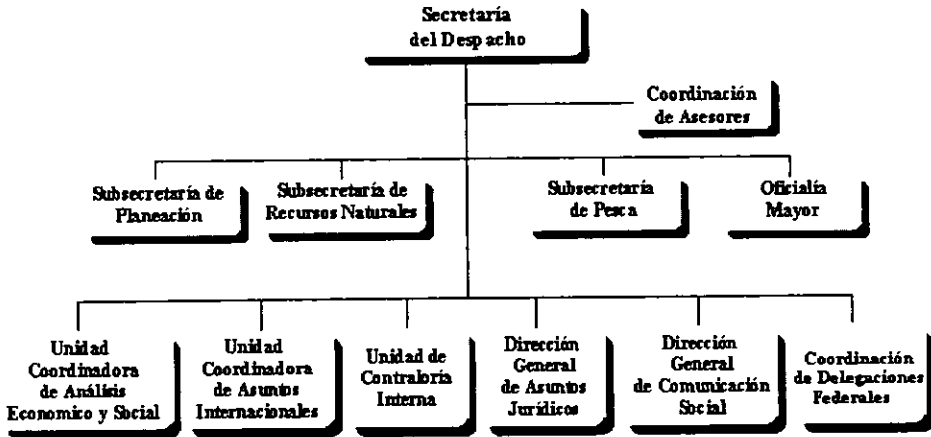 Secretaría
del Despacho
Coordinación
de Asesores
Subsecretaría de
Planeación
Subsecretaría de
Recursos Naturales
Subsecretaría
de Pesca
Oficialía
Mayor
Unidad
Coordinadora
de Análisis
Economico y Social
Unidad
Coordinadora
de Asuntos
Internacionales
Unidad de
Contraloría
Interna
Dirección
General
de Asuntos
Jurídicos
Dirección
General
de Comunicación
Social
Coordinación
de Delegaciones
Federales